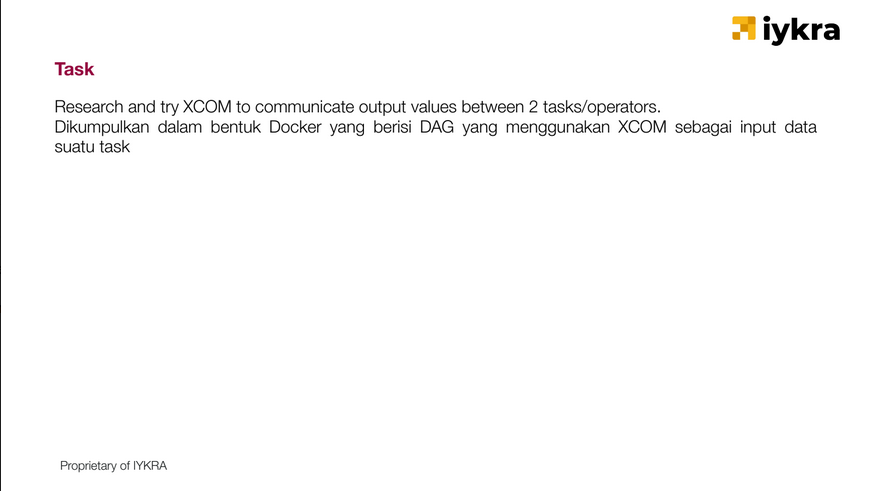 iykra
Task
Research and try XCOM to communicate output values between 2 tasks/operators.
Dikumpulkan dalam bentuk Docker yang berisi DAG yang menggunakan XCOM sebagai input data
suatu task
Proprietary of IYKRA